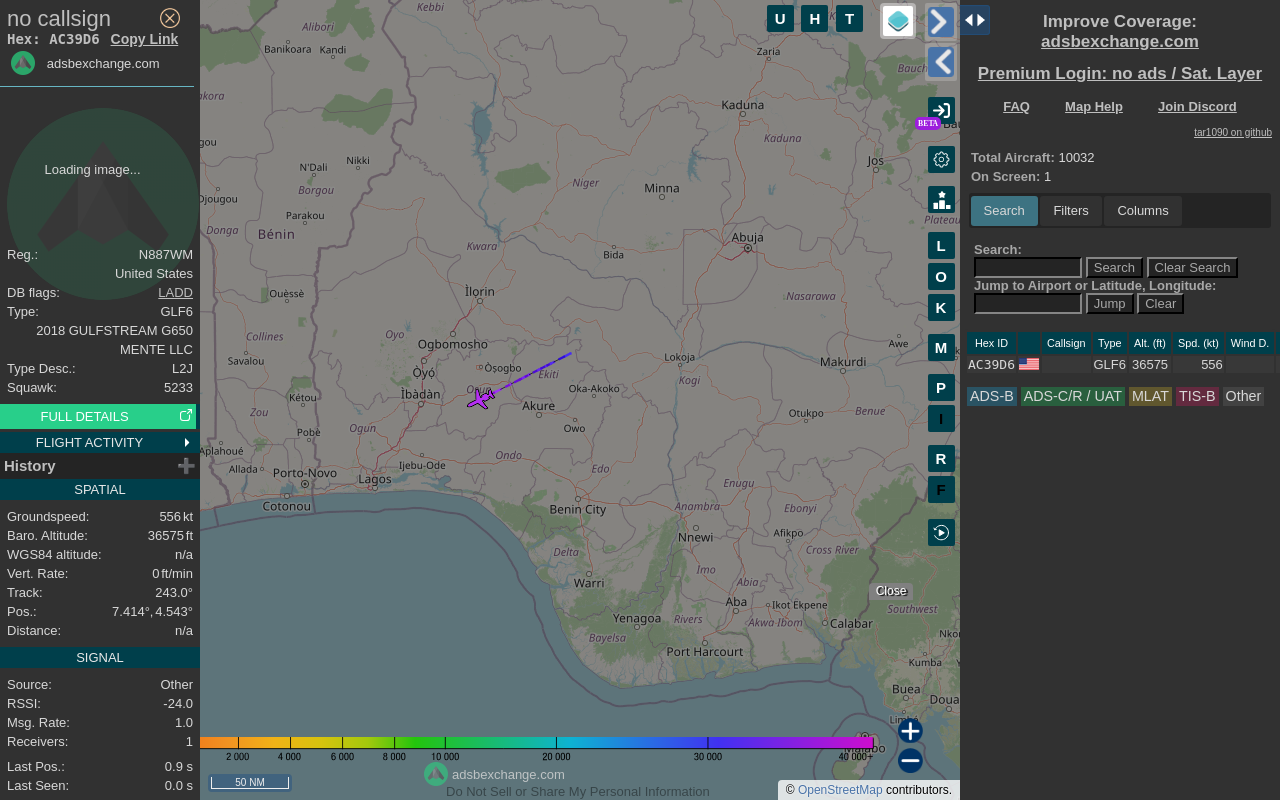 no callsign
Hex: AC39D6 Copy Link
adsbexchange.com
Loading image...
Reg.: N887WM
United States
DB flags: LADD
Type: GLF6
2018 GULFSTREAM G650
MENTE LLC
Type Desc.: L2J
Squawk: 5233
FULL DETAILS
FLIGHT ACTIVITY
History
SPATIAL
Groundspeed: 556 kt
Baro. Altitude: 36575 ft
WGS84 altitude: n/a
Vert. Rate: 0 ft/min
Track: 243.0°
Pos.: 7.414°, 4.543°
Distance: n/a
SIGNAL
Source: Other
RSSI: -24.0
Msg. Rate: 1.0
Receivers: 1
Last Pos.: 0.9 s
Last Seen: 0.0 s
Kebbi
Alibori
Banikoara
Kandi
Zaria
Kaduna
Kaduna
Jos
N'Dali
Nikki
Borgou
Niger
Minna
Djougou
Parakou
Donga
Bénin
Kwara
Bida
Abuja
Plateau
Ouèssè
Ìlọrin
Nasarawa
Collines
Oyo
Ogbomosho
Savalou
Awe
Lokoja
Makurdi
Ọ̀yọ́
Òṣogbo
Ekiti
Kogi
Osun
Oka-Akoko
Ìbàdàn
Kétou
Akure
Zou
Otukpo
Benue
Ogun
Owo
Pobè
Aplahoué
Allada
Ijebu-Ode
Ondo
Edo
Porto-Novo
Lagos
Enugu
Cotonou
Benin City
Anambra
Ebonyi
Nnewi
Afikpo
Delta
Cross River
Imo
Warri
Abia
Close
Aba
Ikot Ekpene
Southwest
Yenagoa
Rivers
Akwa Ibom
Calabar
Bayelsa
Port Harcourt
Kumba
Buea
Malabo
U H T
BETA
L
O
K
M
P
I
R
F
2 000 4 000 6 000 8 000 10 000 20 000 30 000 40 000+
50 NM
adsbexchange.com
Do Not Sell or Share My Personal Information
© OpenStreetMap contributors.
Improve Coverage:
adsbexchange.com
Premium Login: no ads / Sat. Layer
FAQ Map Help Join Discord
tar1090 on github
Total Aircraft: 10032
On Screen: 1
Search Filters Columns
Search:
Search Clear Search
Jump to Airport or Latitude, Longitude:
Jump Clear
Hex ID Callsign Type Alt. (ft) Spd. (kt) Wind D.
AC39D6 GLF6 36575 556
ADS-B ADS-C/R / UAT MLAT TIS-B Other